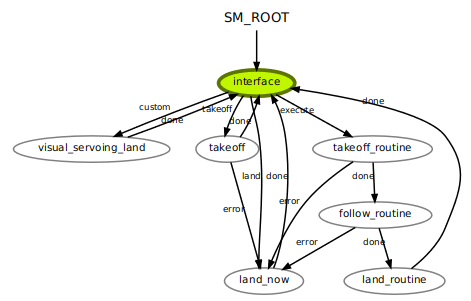 SM_ROOT
interface
custom
takeoff
execute
done
done
done
visual_servoing_land
takeoff
takeoff_routine
land
done
done
error
error
follow_routine
error
done
land_now
land_routine